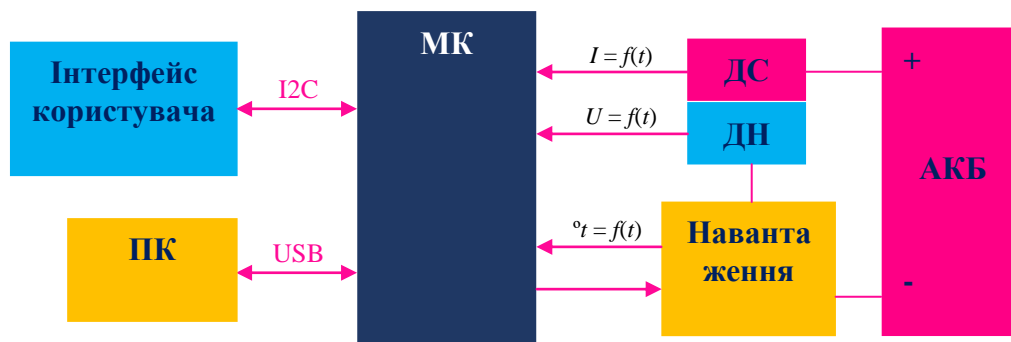 Інтерфейс
користувача
I2C
МК
I = f(t)
ДС
+
U = f(t)
ДН
АКБ
ПК
USB
ºt = f(t)
Наванта
ження
-